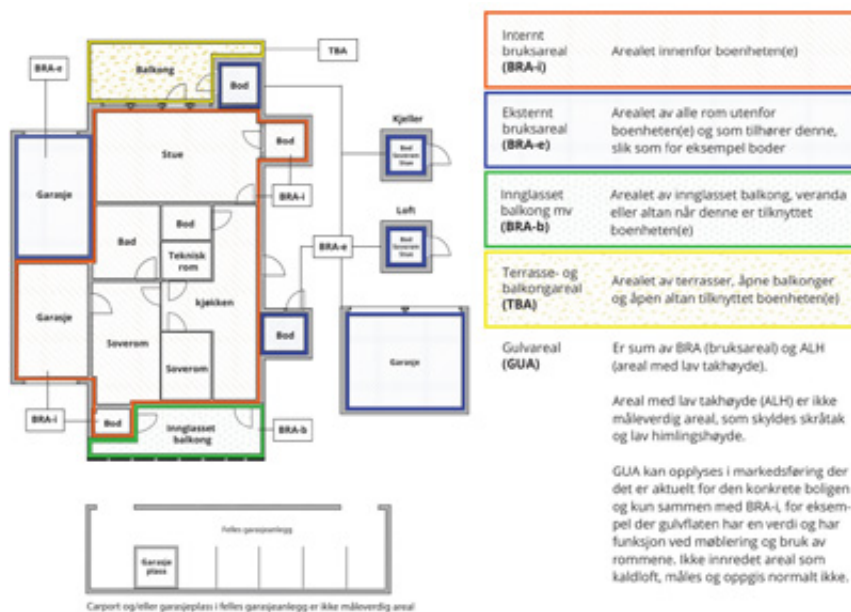 TBA
BRA-e
Balkong
Bod
Kjeller
Bod
Soverom
Stue
Stue
Bod
Garasje
BRA-i
Loft
Bod
Bad
Teknisk
rom
BRA-e
Bod
Soverom
Stue
kjøkken
Garasje
Soverom
Bod
Garasje
Soverom
BRA-i
Bod
Innglasset
balkong
BRA-b
Felles garasjeanlegg
Garasje
plass
Carport og/eller garasjeplass i felles garasjeanlegg er ikke måleverdig areal
Internt
bruksareal
(BRA-i)
Arealet innenfor boenheten(e)
Eksternt
bruksareal
(BRA-e)
Arealet av alle rom utenfor
boenheten(e) og som tilhører denne,
slik som for eksempel boder
Innglasset
balkong mv
(BRA-b)
Arealet av innglasset balkong, veranda
eller altan når denne er tilknyttet
boenheten(e)
Terrasse- og
balkongareal
(TBA)
Arealet av terrasser, åpne balkonger
og åpen altan tilknyttet boenheten(e)
Gulvareal
(GUA)
Er sum av BRA (bruksareal) og ALH
(areal med lav takhøyde).
Areal med lav takhøyde (ALH) er ikke
måleverdig areal, som skyldes skråtak
og lav himlingshøyde.
GUA kan opplyses i markedsføring der
det er aktuelt for den konkrete boligen
og kun sammen med BRA-i, for eksem-
pel der gulvflaten har en verdi og har
funksjon ved møblering og bruk av
rommene. Ikke innredet areal som
kaldloft, måles og oppgis normalt ikke.